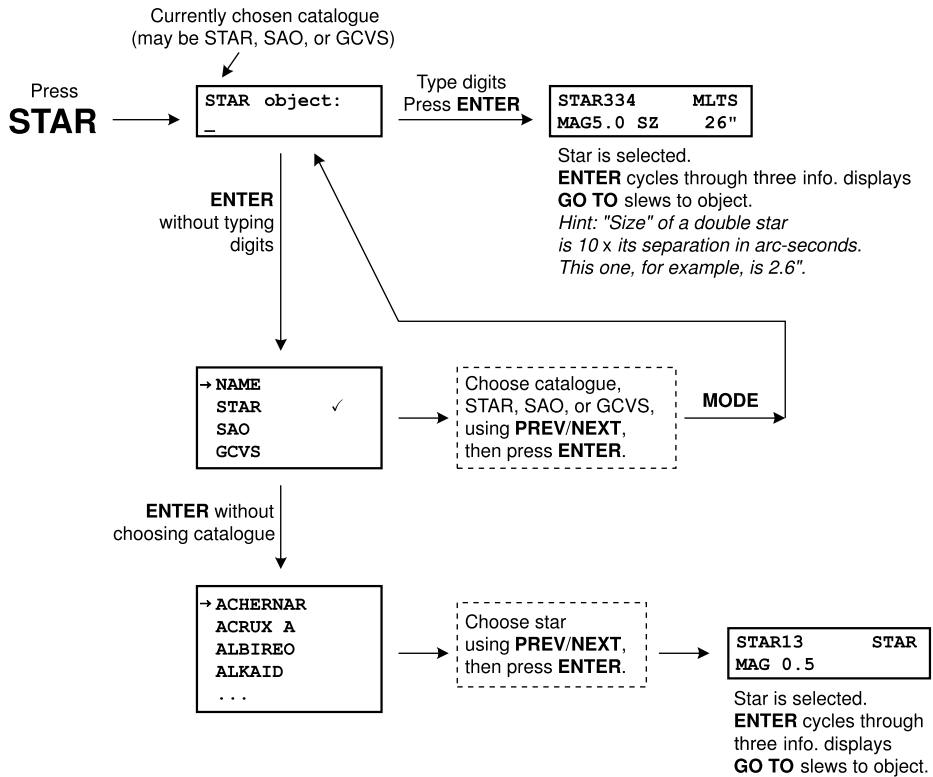 Currently chosen catalogue
(may be STAR, SAO, or GCVS)
Press
STAR
STAR object:
_
Type digits
Press ENTER
STAR334 MLTS
MAG5.0 SZ 26"
Star is selected.
ENTER cycles through three info. displays
GO TO slews to object.
Hint: "Size" of a double star
is 10 x its separation in arc-seconds.
This one, for example, is 2.6".
ENTER
without typing
digits
→ NAME
STAR ✓
SAO
GCVS
Choose catalogue,
STAR, SAO, or GCVS,
using PREV/NEXT,
then press ENTER.
MODE
ENTER without
choosing catalogue
→ ACHERNAR
ACRUX A
ALBIREO
ALKAID
...
Choose star
using PREV/NEXT,
then press ENTER.
STAR13 STAR
MAG 0.5
Star is selected.
ENTER cycles through
three info. displays
GO TO slews to object.